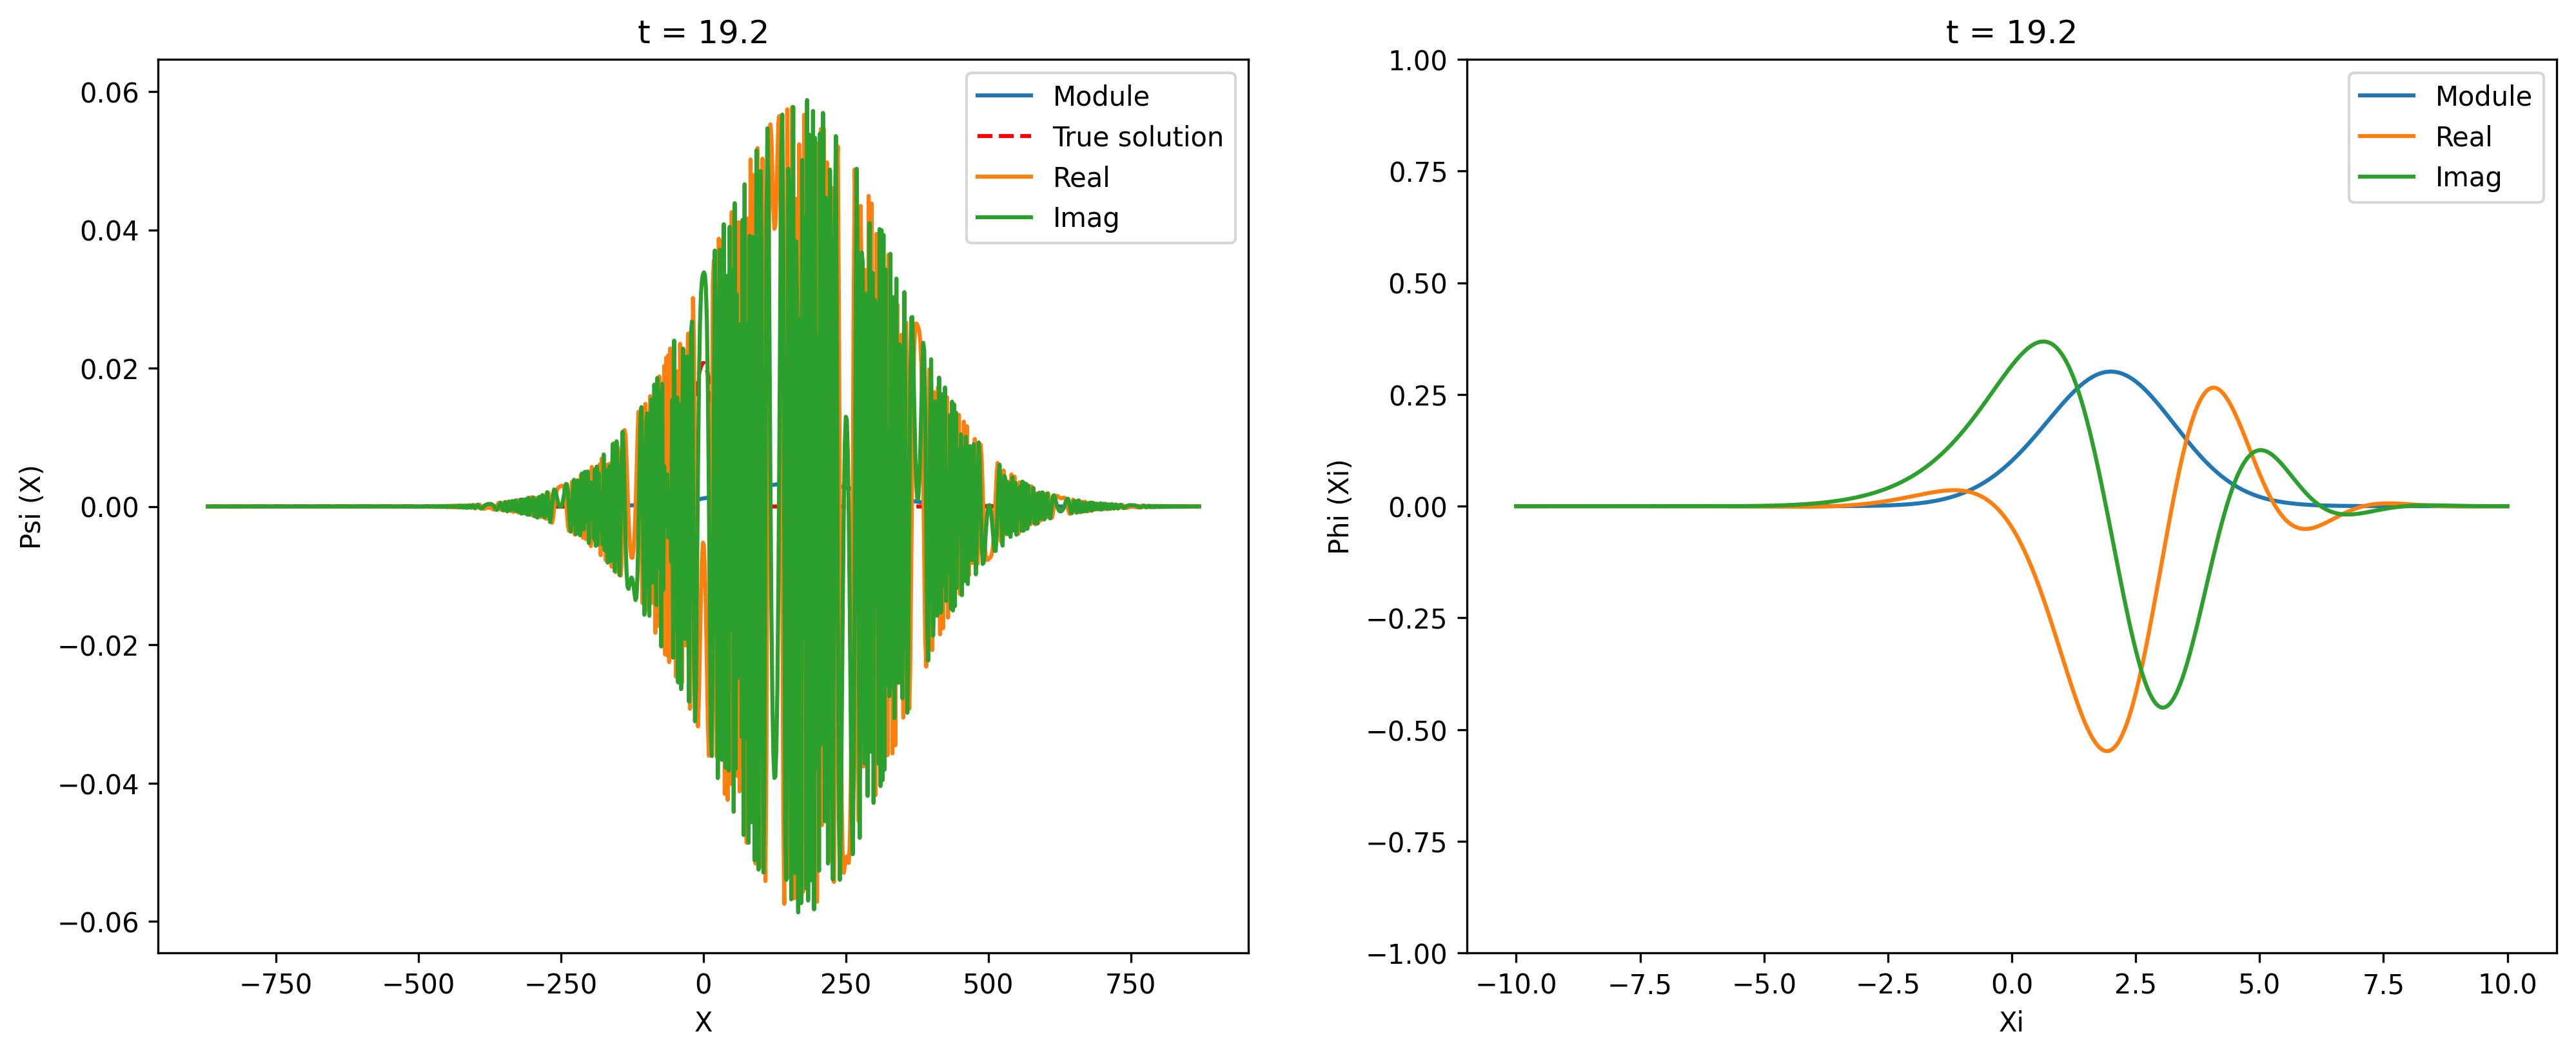 t = 19.2
Psi (X)
0.06
0.04
0.02
0.00
−0.02
−0.04
−0.06
−750
−500
−250
0
250
500
750
X
Module
True solution
Real
Imag
t = 19.2
Phi (Xi)
1.00
0.75
0.50
0.25
0.00
−0.25
−0.50
−0.75
−1.00
−10.0
−7.5
−5.0
−2.5
0.0
2.5
5.0
7.5
10.0
Xi
Module
Real
Imag